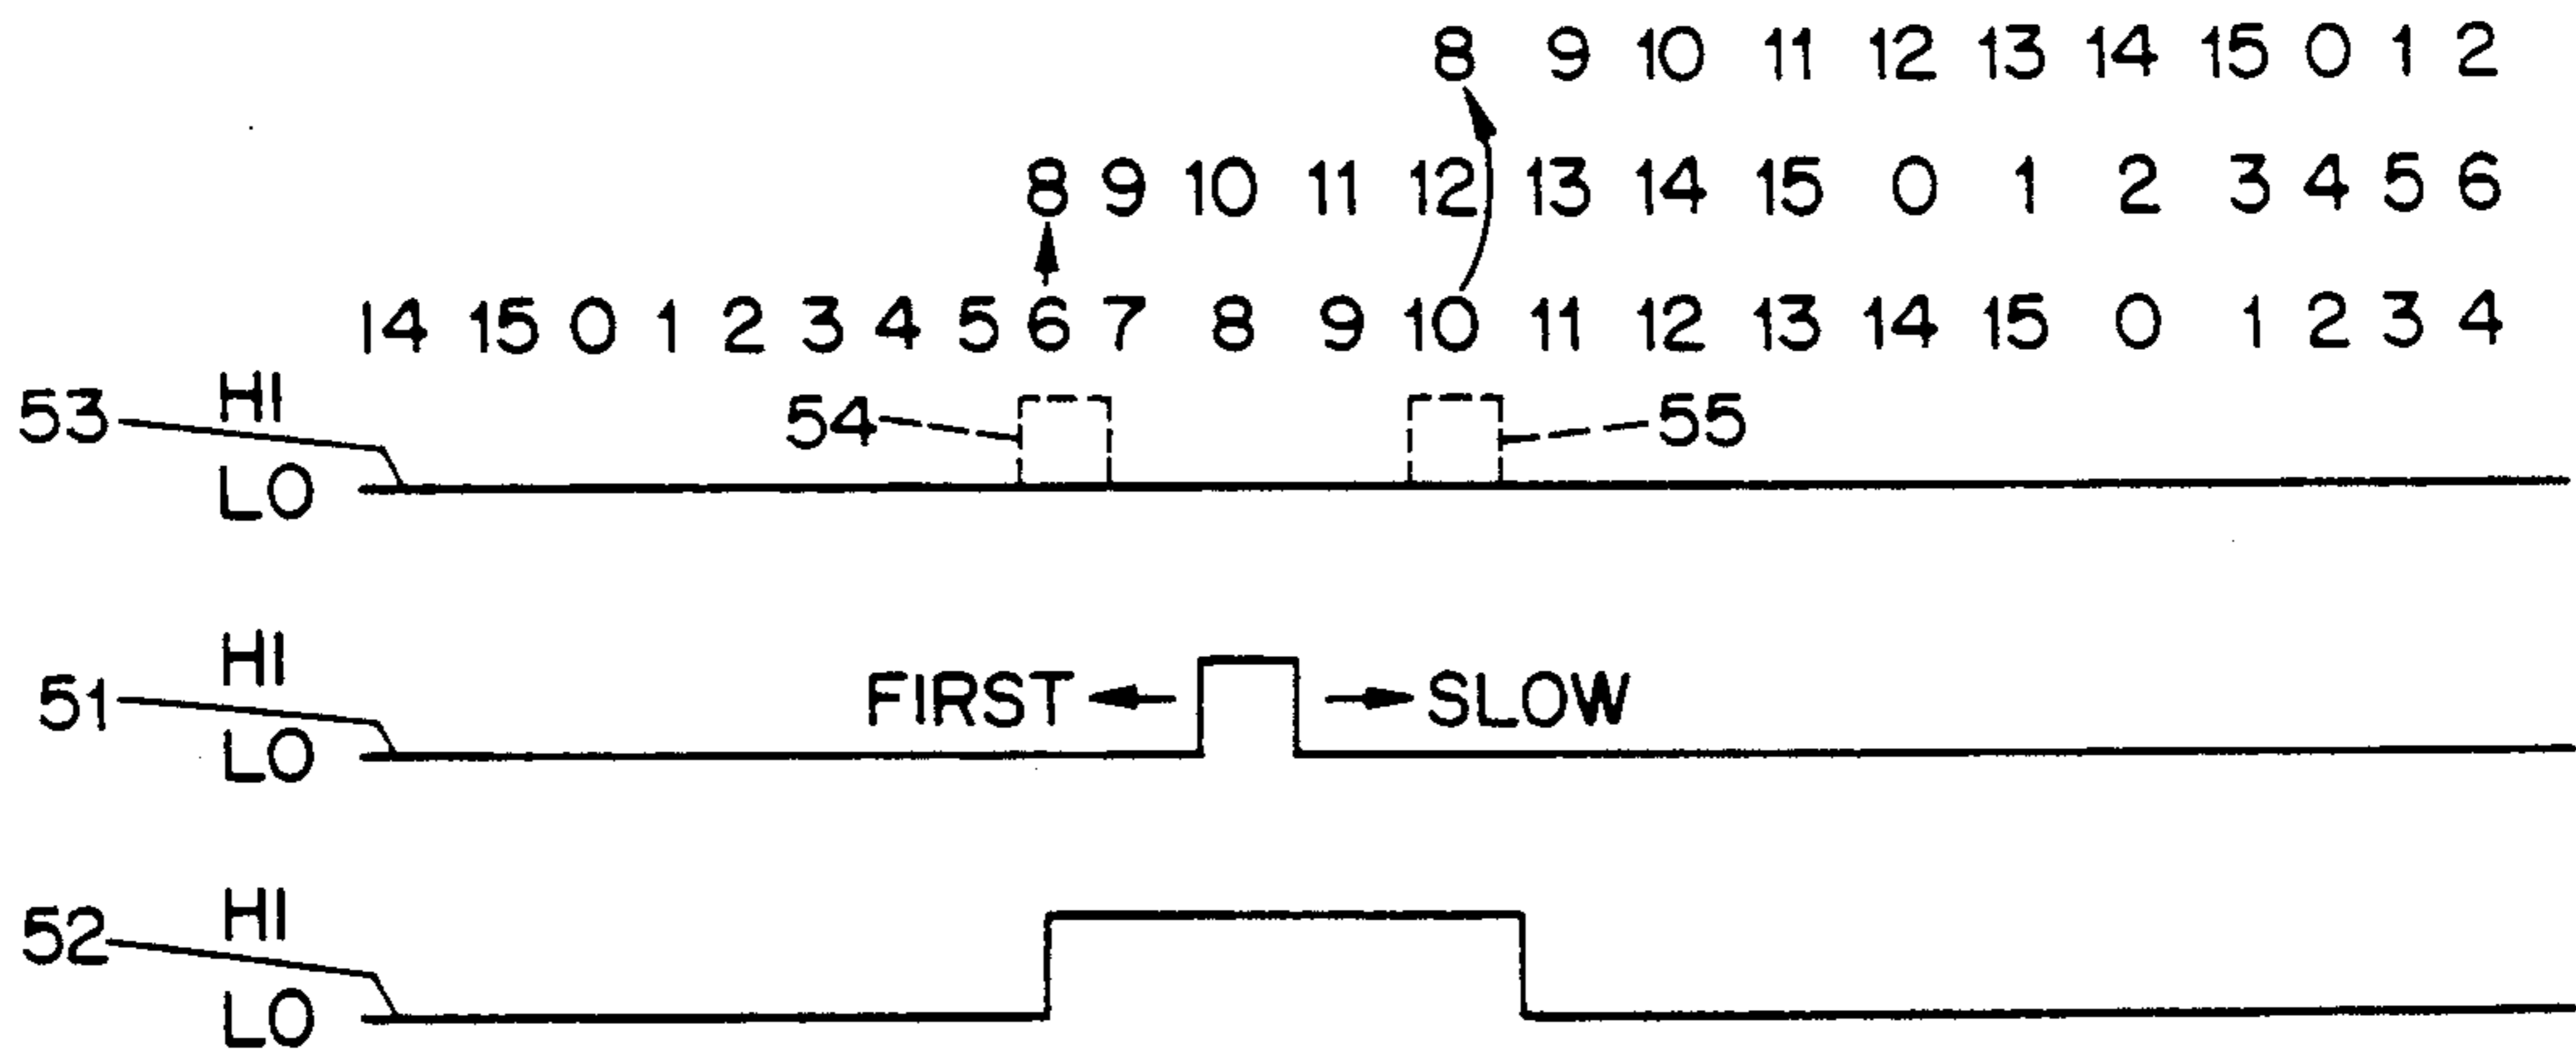 8 9 10 11 12 13 14 15 0 1 2
8 9 10 11 12 13 14 15 0 1 2 3 4 5 6
14 15 0 1 2 3 4 5 6 7 8 9 10 11 12 13 14 15 0 1 2 3 4
53 HI 54 55
LO
51 HI FIRST SLOW
LO
52 HI
LO